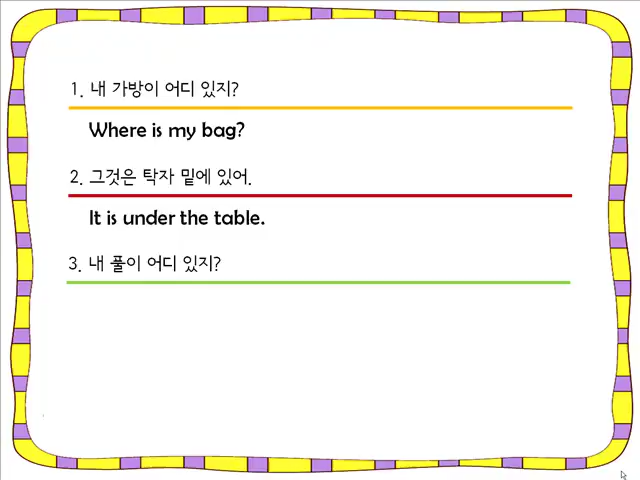 1. 내 가방이 어디 있지?
Where is my bag?
2. 그것은 탁자 밑에 있어.
It is under the table.
3. 내 풀이 어디 있지?